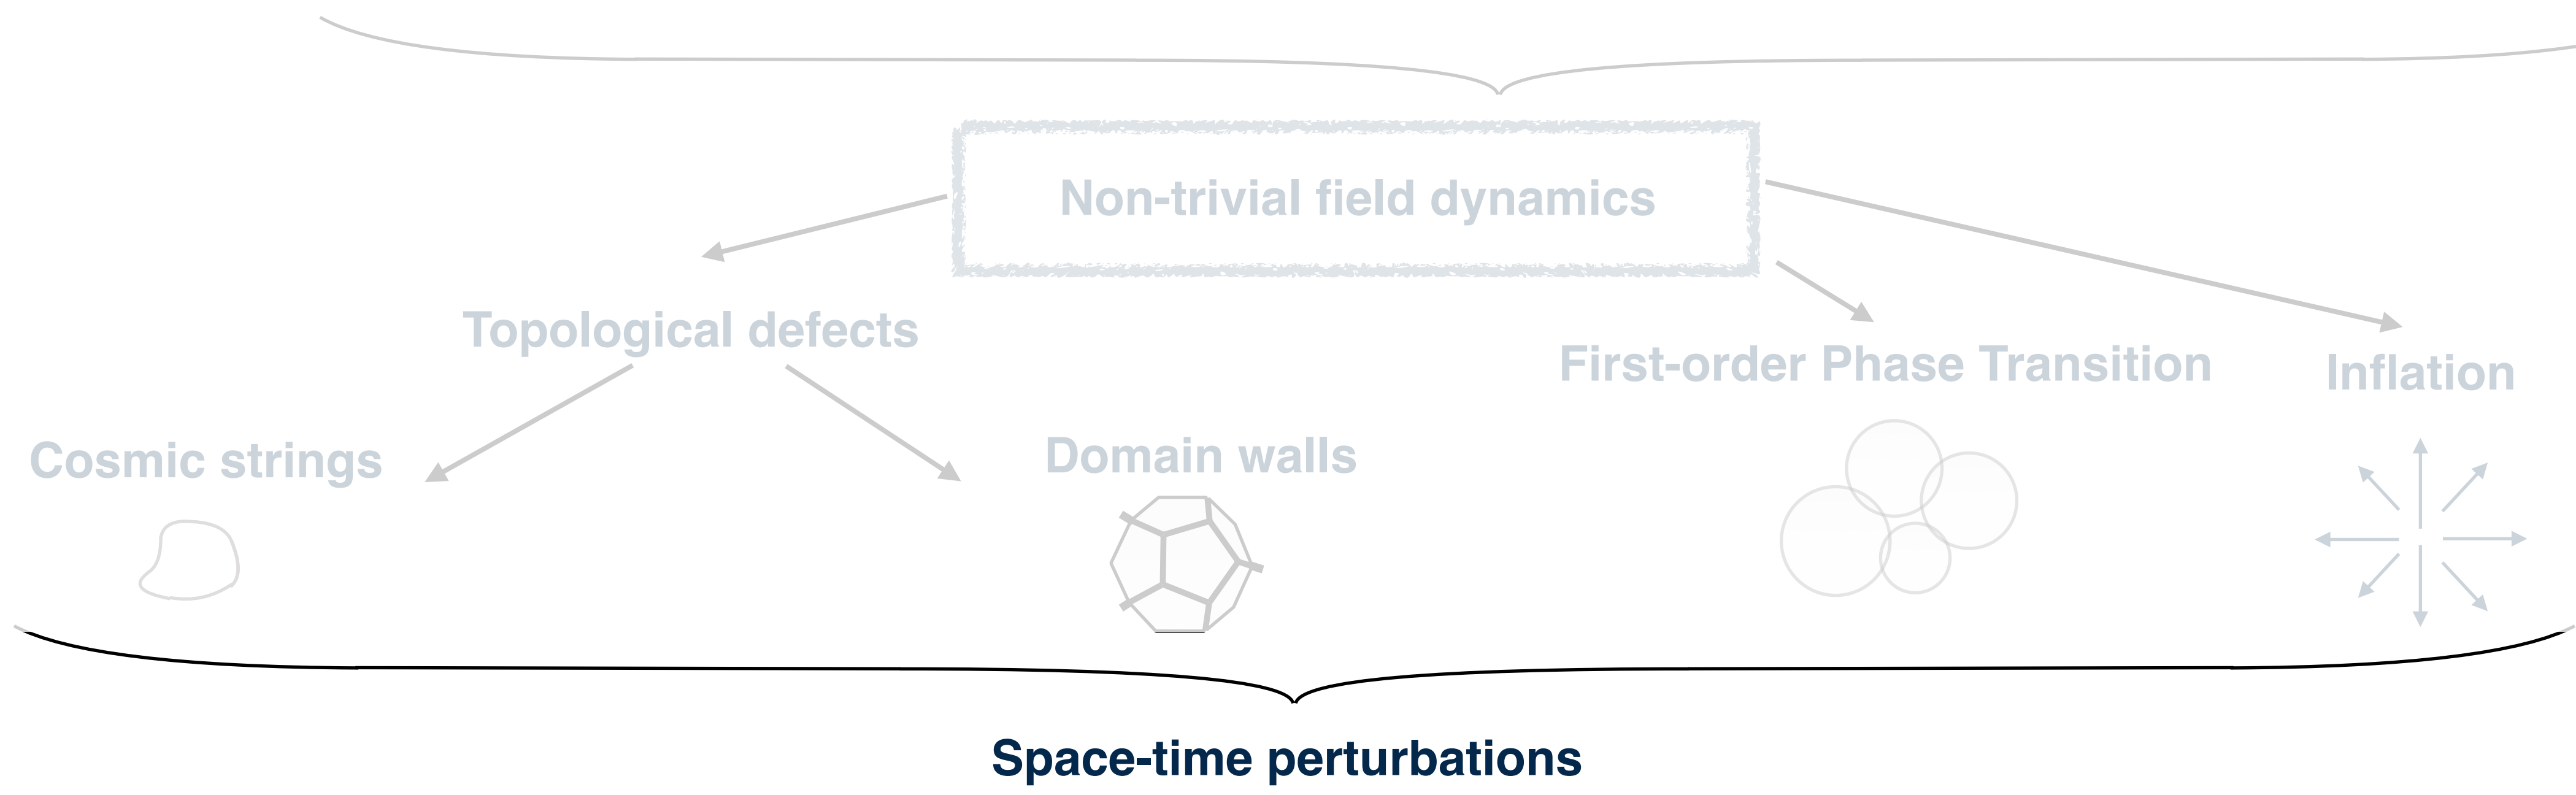 Non-trivial field dynamics
Topological defects
First-order Phase Transition
Inflation
Cosmic strings
Domain walls
Space-time perturbations